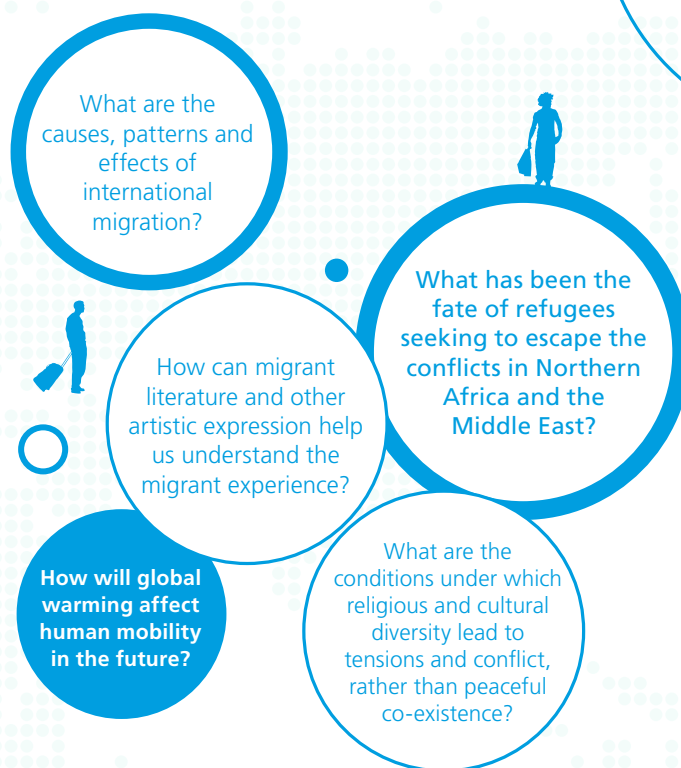 What are the
causes, patterns and
effects of
international
migration?
What has been the
fate of refugees
seeking to escape the
conflicts in Northern
Africa and the
Middle East?
How can migrant
literature and other
artistic expression help
us understand the
migrant experience?
How will global
warming affect
human mobility
in the future?
What are the
conditions under which
religious and cultural
diversity lead to
tensions and conflict,
rather than peaceful
co-existence?